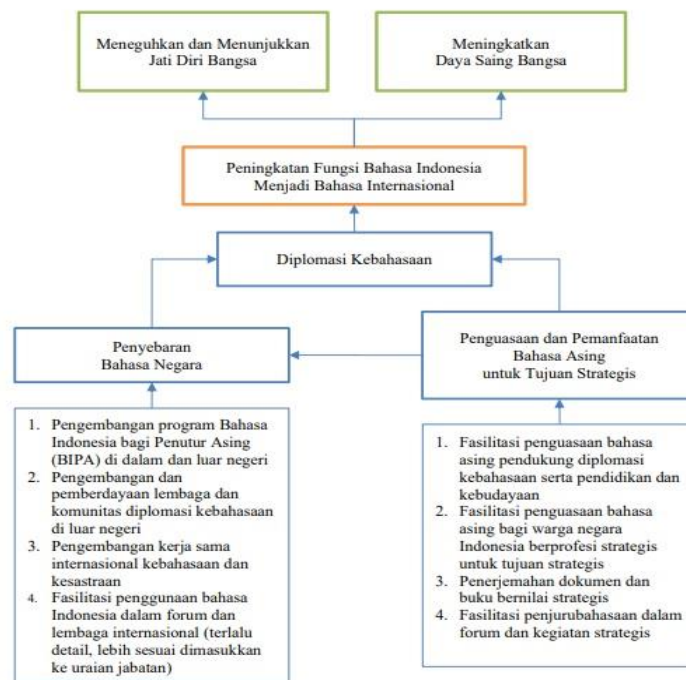 Meneguhkan dan Menunjukkan
Jati Diri Bangsa
Meningkatkan
Daya Saing Bangsa
Peningkatan Fungsi Bahasa Indonesia
Menjadi Bahasa Internasional
Diplomasi Kebahasaan
Penyebaran
Bahasa Negara
Penguasaan dan Pemanfaatan
Bahasa Asing
untuk Tujuan Strategis
1. Pengembangan program Bahasa
Indonesia bagi Penutur Asing
(BIPA) di dalam dan luar negeri
2. Pengembangan dan
pemberdayaan lembaga dan
komunitas diplomasi kebahasaan
di luar negeri
3. Pengembangan kerja sama
internasional kebahasaan dan
kesastraan
4. Fasilitasi penggunaan bahasa
Indonesia dalam forum dan
lembaga internasional (terlalu
detail, lebih sesuai dimasukkan
ke uraian jabatan)
1. Fasilitasi penguasaan bahasa
asing pendukung diplomasi
kebahasaan serta pendidikan dan
kebudayaan
2. Fasilitasi penguasaan bahasa
asing bagi warga negara
Indonesia berprofesi strategis
untuk tujuan strategis
3. Penerjemahan dokumen dan
buku bernilai strategis
4. Fasilitasi penjurubahasaan dalam
forum dan kegiatan strategis